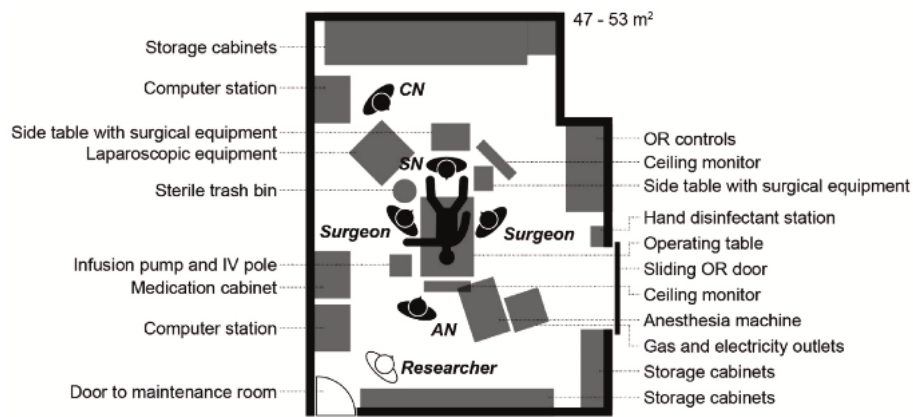 47 - 53 m²
Storage cabinets
Computer station
CN
Side table with surgical equipment
Laparoscopic equipment
SN
Sterile trash bin
Surgeon
Surgeon
Infusion pump and IV pole
Medication cabinet
Computer station
AN
Researcher
Door to maintenance room
OR controls
Ceiling monitor
Side table with surgical equipment
Hand disinfectant station
Operating table
Sliding OR door
Ceiling monitor
Anesthesia machine
Gas and electricity outlets
Storage cabinets
Storage cabinets